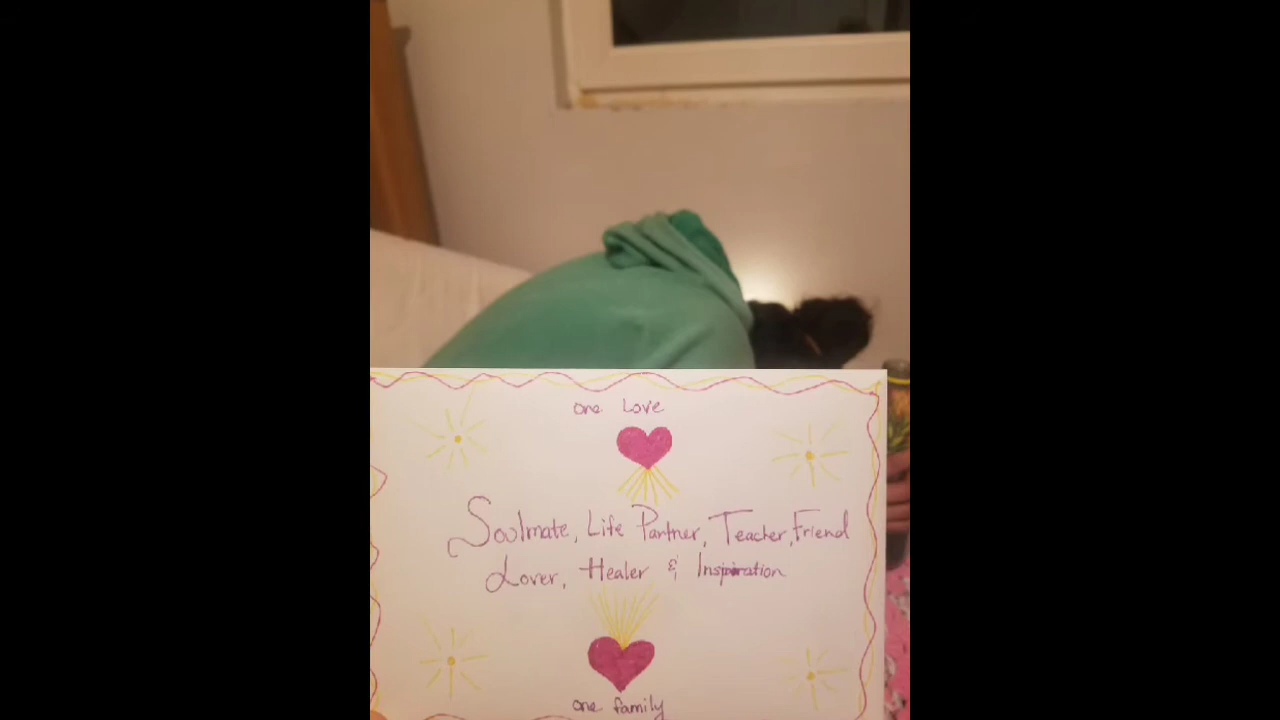 one Love
Soulmate, Life Partner, Teacher, Friend
Lover, Healer & Inspiration
one family